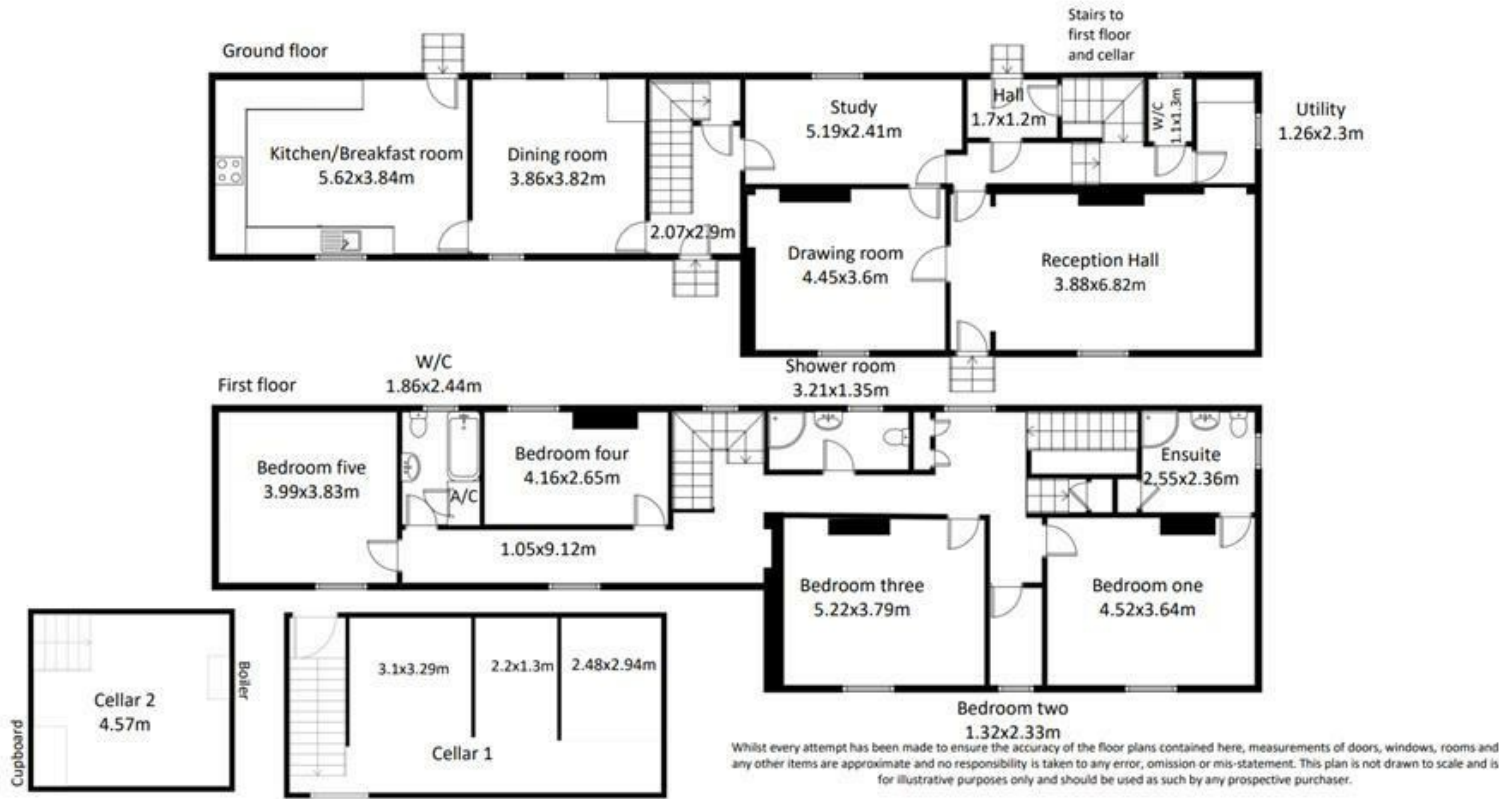 Ground floor
Stairs to
first floor
and cellar
Kitchen/Breakfast room
5.62x3.84m
Dining room
3.86x3.82m
2.07x2.9m
Study
5.19x2.41m
Hall
1.7x1.2m
W/C
1.1x1.3m
Utility
1.26x2.3m
Drawing room
4.45x3.6m
Reception Hall
3.88x6.82m
First floor
W/C
1.86x2.44m
Shower room
3.21x1.35m
Bedroom five
3.99x3.83m
A/C
Bedroom four
4.16x2.65m
Ensuite
2.55x2.36m
1.05x9.12m
Bedroom three
5.22x3.79m
Bedroom one
4.52x3.64m
Bedroom two
1.32x2.33m
Cupboard
Cellar 2
4.57m
Boiler
3.1x3.29m
2.2x1.3m
2.48x2.94m
Cellar 1
Whilst every attempt has been made to ensure the accuracy of the floor plans contained here, measurements of doors, windows, rooms and
any other items are approximate and no responsibility is taken to any error, omission or mis-statement. This plan is not drawn to scale and is
for illustrative purposes only and should be used as such by any prospective purchaser.